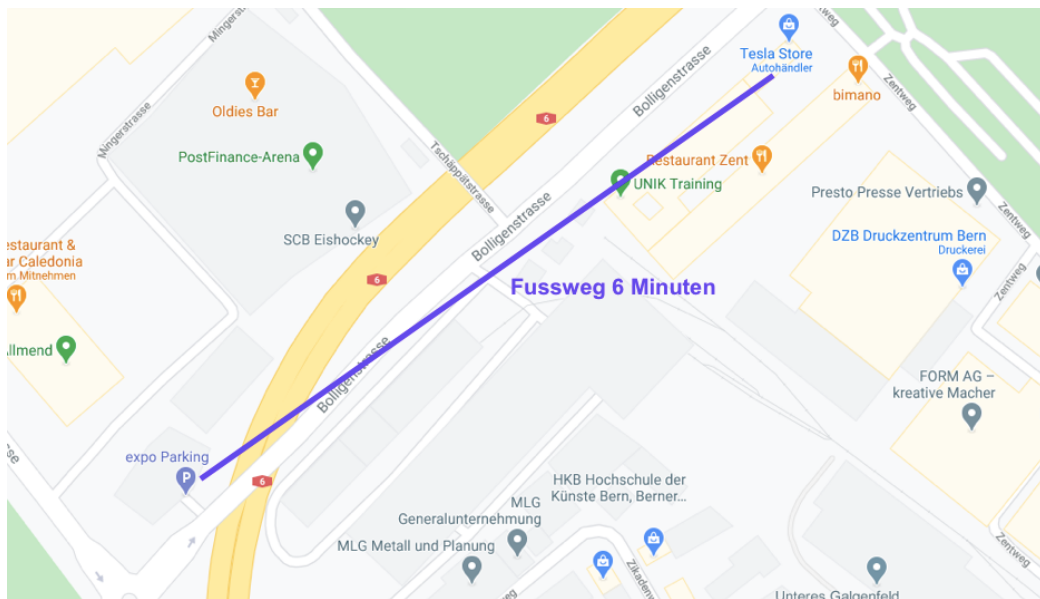 Mingerstrasse
Mingerstrasse
Oldies Bar
PostFinance-Arena
SCB Eishockey
Tschäppätstrasse
Bolligenstrasse
Bolligenstrasse
Bolligenstrasse
6
6
6
Tesla Store
Autohändler
bimano
Zentweg
Restaurant Zent
UNIK Training
Presto Presse Vertriebs
Zentweg
DZB Druckzentrum Bern
Druckerei
Zentweg
Fussweg 6 Minuten
estaurant &
ar Caledonia
m Mitnehmen
Allmend
FORM AG –
kreative Macher
expo Parking
P
HKB Hochschule der
Künste Bern, Berner...
MLG
Generalunternehmung
MLG Metall und Planung
Zentweg
Zikadenw
Unteres Galgenfeld